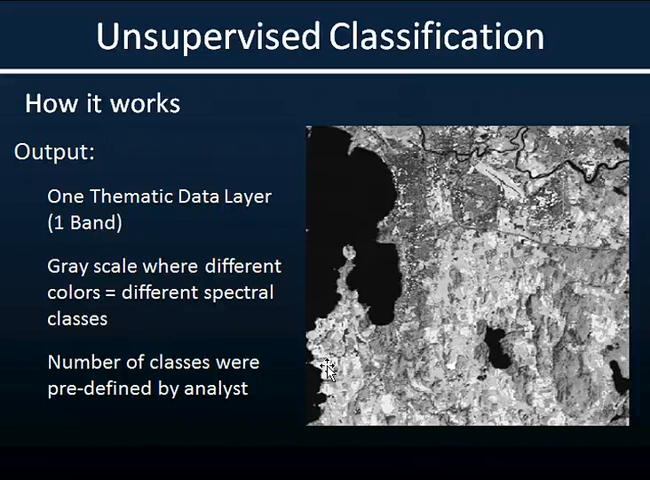 Unsupervised Classification
How it works
Output:
One Thematic Data Layer
(1 Band)
Gray scale where different
colors = different spectral
classes
Number of classes were
pre-defined by analyst